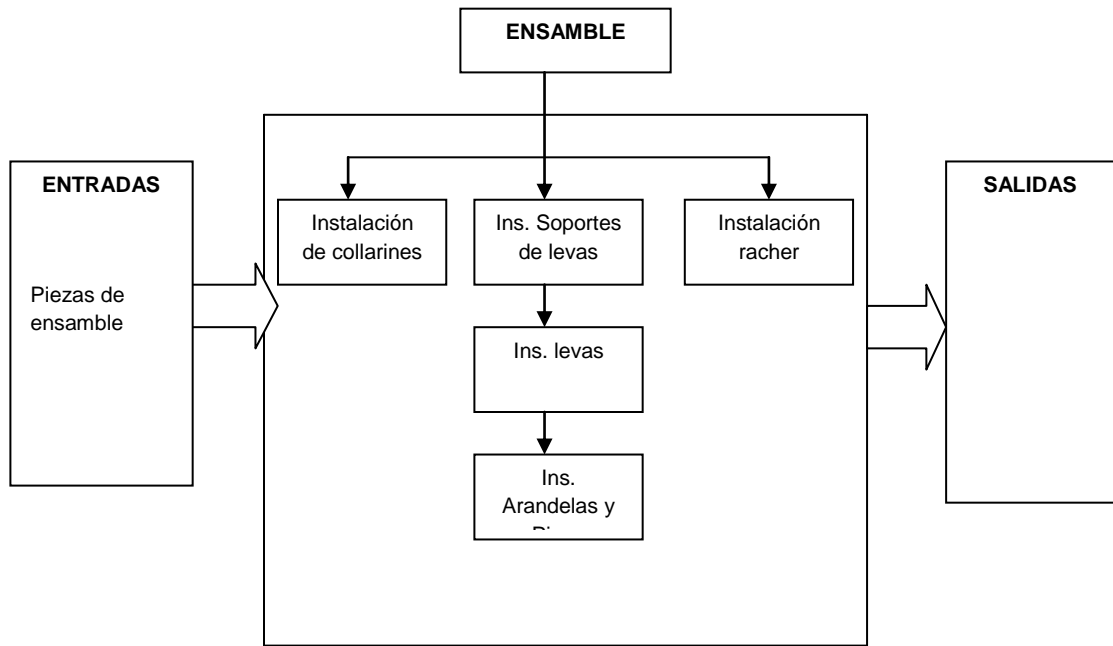 ENSAMBLE
ENTRADAS
Piezas de
ensamble
Instalación
de collarines
Ins. Soportes
de levas
Instalación
racher
Ins. levas
Ins.
Arandelas y
SALIDAS